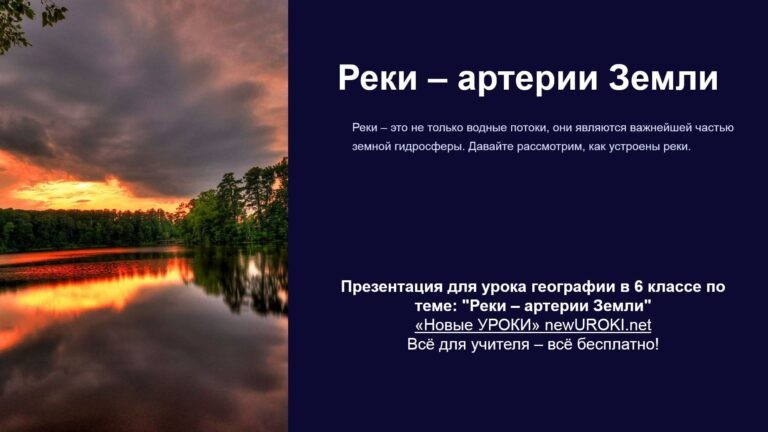 Реки – артерии Земли
Реки – это не только водные потоки, они являются важнейшей частью
земной гидросферы. Давайте рассмотрим, как устроены реки.
Презентация для урока географии в 6 классе по
теме: "Реки – артерии Земли"
«Новые УРОКИ» newUROKI.net
Всё для учителя – всё бесплатно!